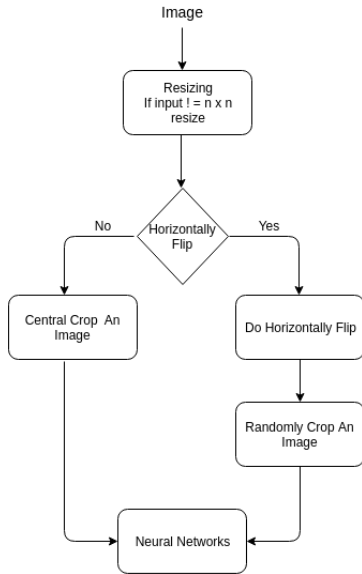 Image
Resizing
If input ! = n x n
resize
Horizontally
Flip
No
Yes
Central Crop An
Image
Do Horizontally Flip
Randomly Crop An
Image
Neural Networks